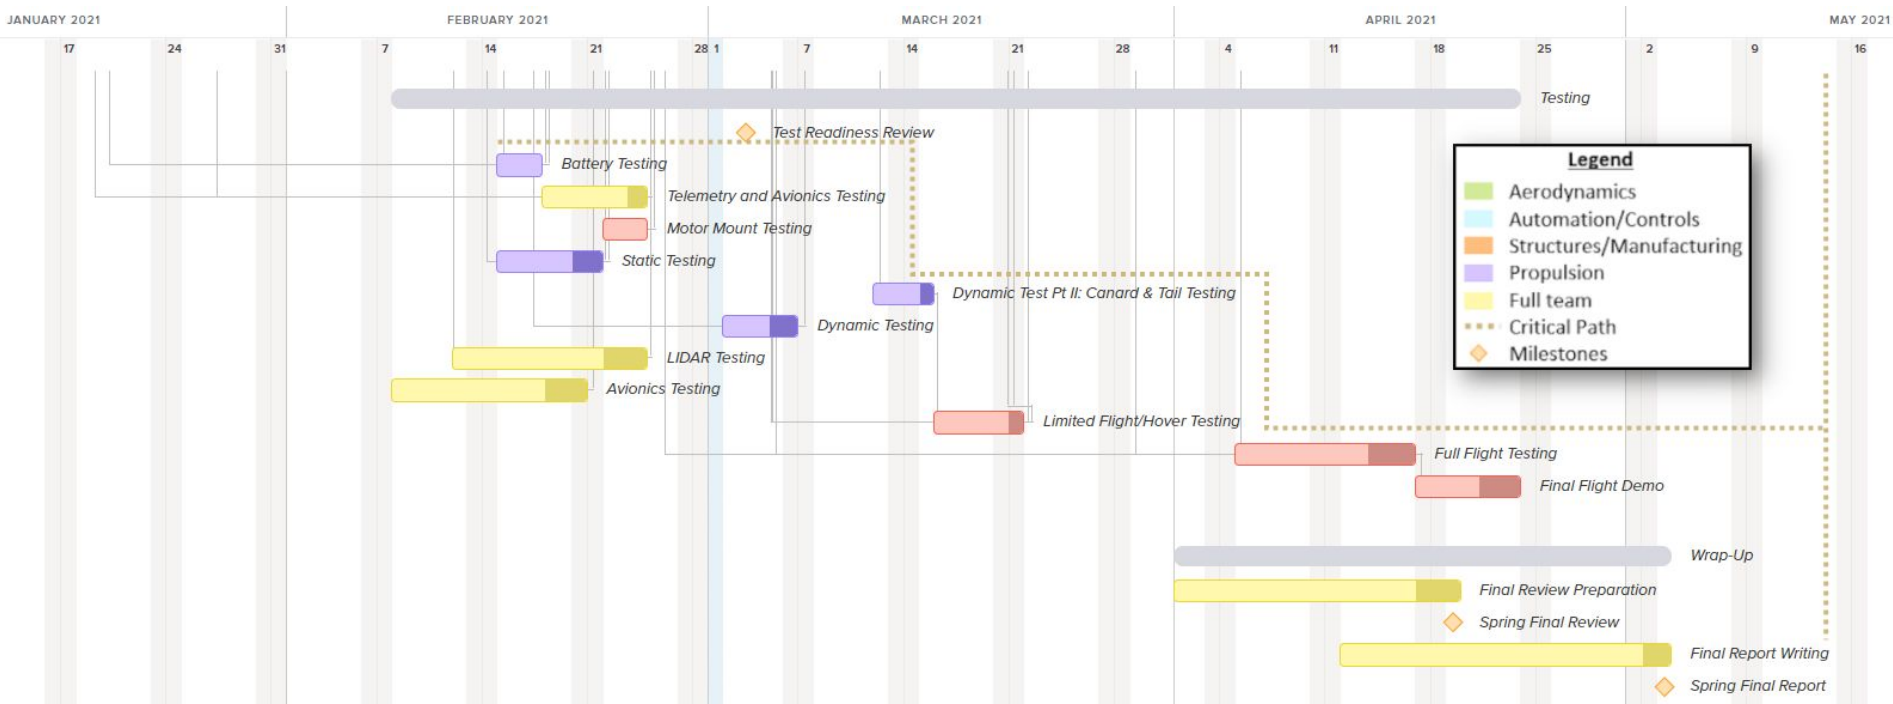 JANUARY 2021 FEBRUARY 2021 MARCH 2021 APRIL 2021 MAY 2021
17 24 31 7 14 21 28 1 7 14 21 28 4 11 18 25 2 9 16
Testing
Test Readiness Review
Battery Testing
Telemetry and Avionics Testing
Motor Mount Testing
Static Testing
Dynamic Test Pt II: Canard & Tail Testing
Dynamic Testing
LIDAR Testing
Avionics Testing
Limited Flight/Hover Testing
Full Flight Testing
Final Flight Demo
Wrap-Up
Final Review Preparation
Spring Final Review
Final Report Writing
Spring Final Report
Legend
Aerodynamics
Automation/Controls
Structures/Manufacturing
Propulsion
Full team
Critical Path
Milestones